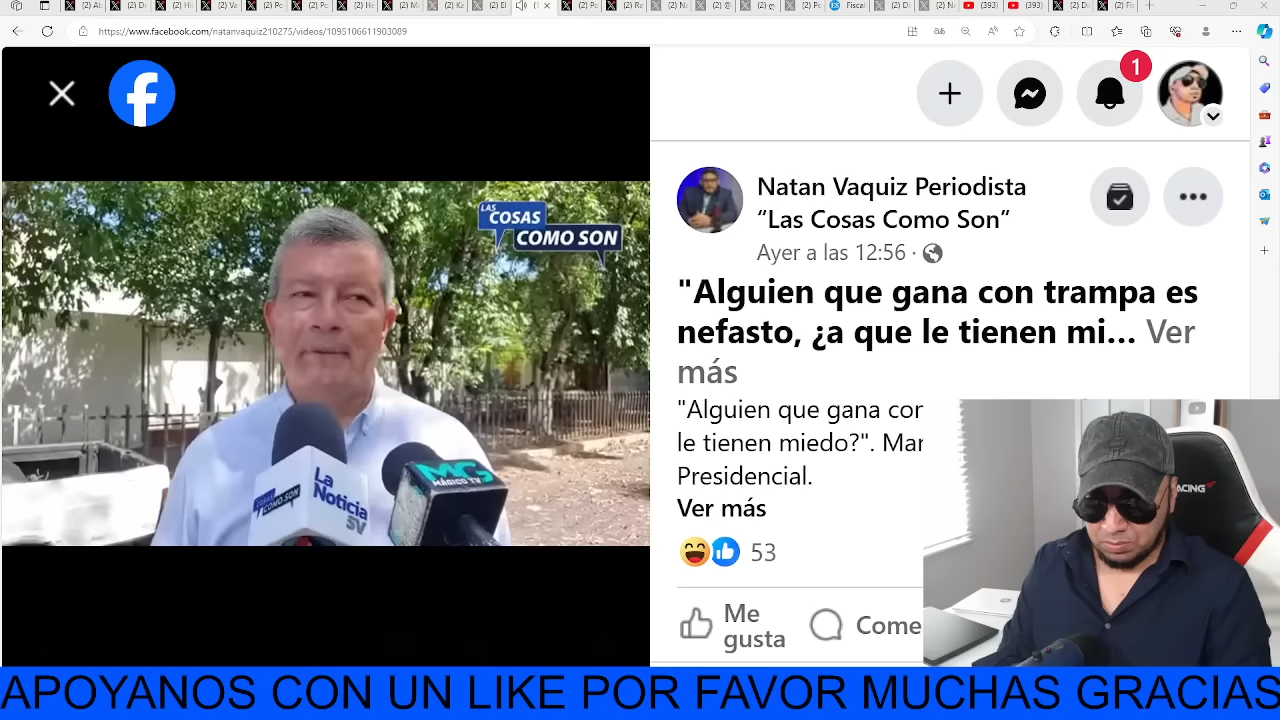 https://www.facebook.com/natanvaquiz210275/videos/1095106611903089
1
Natan Vaquiz Periodista
“Las Cosas Como Son”
Ayer a las 12:56 ·
"Alguien que gana con trampa es
nefasto, ¿a que le tienen mi... Ver
más
"Alguien que gana cor
le tienen miedo?". Mar
Presidencial.
Ver más
53
Me
gusta
Come
LAS
COSAS
COMO SON
La
Noticia
SV
COMO SON
MG
MÁGICO TV
APOYANOS CON UN LIKE POR FAVOR MUCHAS GRACIAS